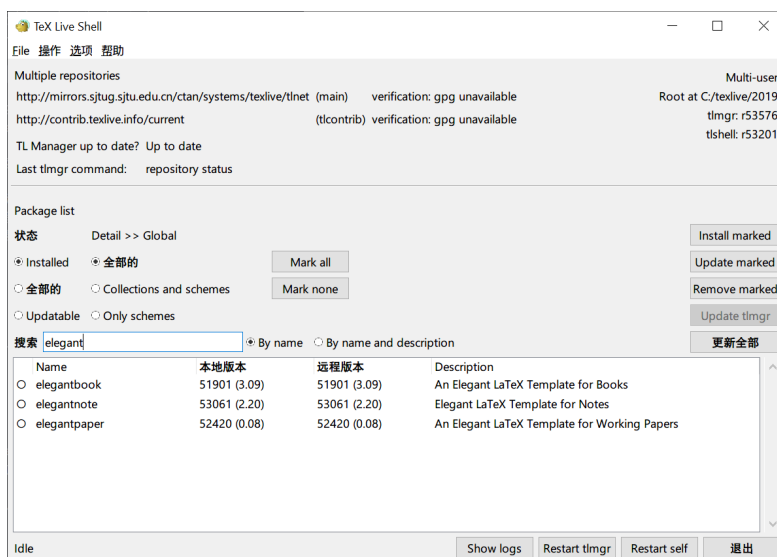 TeX Live Shell
File 操作 选项 帮助
Multiple repositories
Multi-user
http://mirrors.sjtug.sjtu.edu.cn/ctan/systems/texlive/tlnet (main) verification: gpg unavailable
Root at C:/texlive/2019
http://contrib.texlive.info/current (tlcontrib) verification: gpg unavailable
tlmgr: r53576
tlshell: r53201
TL Manager up to date? Up to date
Last tlmgr command: repository status
Package list
状态 Detail >> Global Install marked
Installed 全部的 Mark all Update marked
全部的 Collections and schemes Mark none Remove marked
Updatable Only schemes Update tlmgr
搜索 elegant By name By name and description 更新全部
Name 本地版本 远程版本 Description
elegantbook 51901 (3.09) 51901 (3.09) An Elegant LaTeX Template for Books
elegantnote 53061 (2.20) 53061 (2.20) Elegant LaTeX Template for Notes
elegantpaper 52420 (0.08) 52420 (0.08) An Elegant LaTeX Template for Working Papers
Idle Show logs Restart tlmgr Restart self 退出